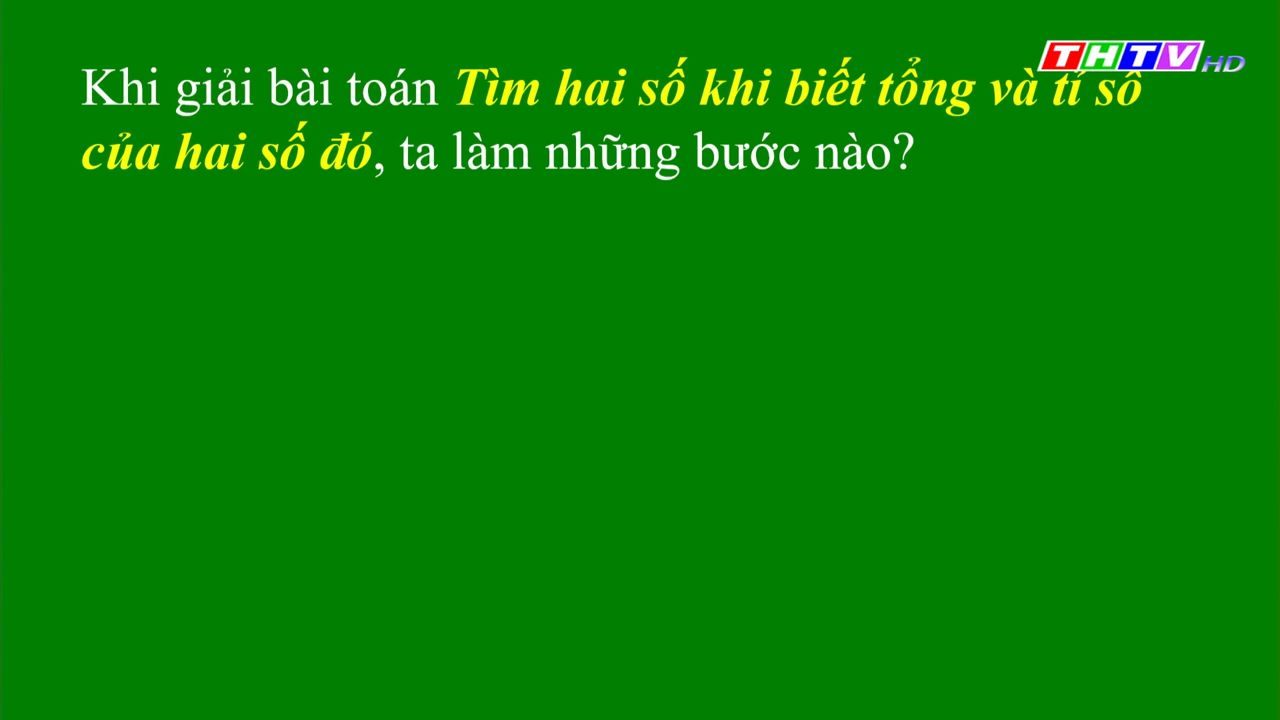 THTV HD
Khi giải bài toán Tìm hai số khi biết tổng và tỉ số
của hai số đó, ta làm những bước nào?